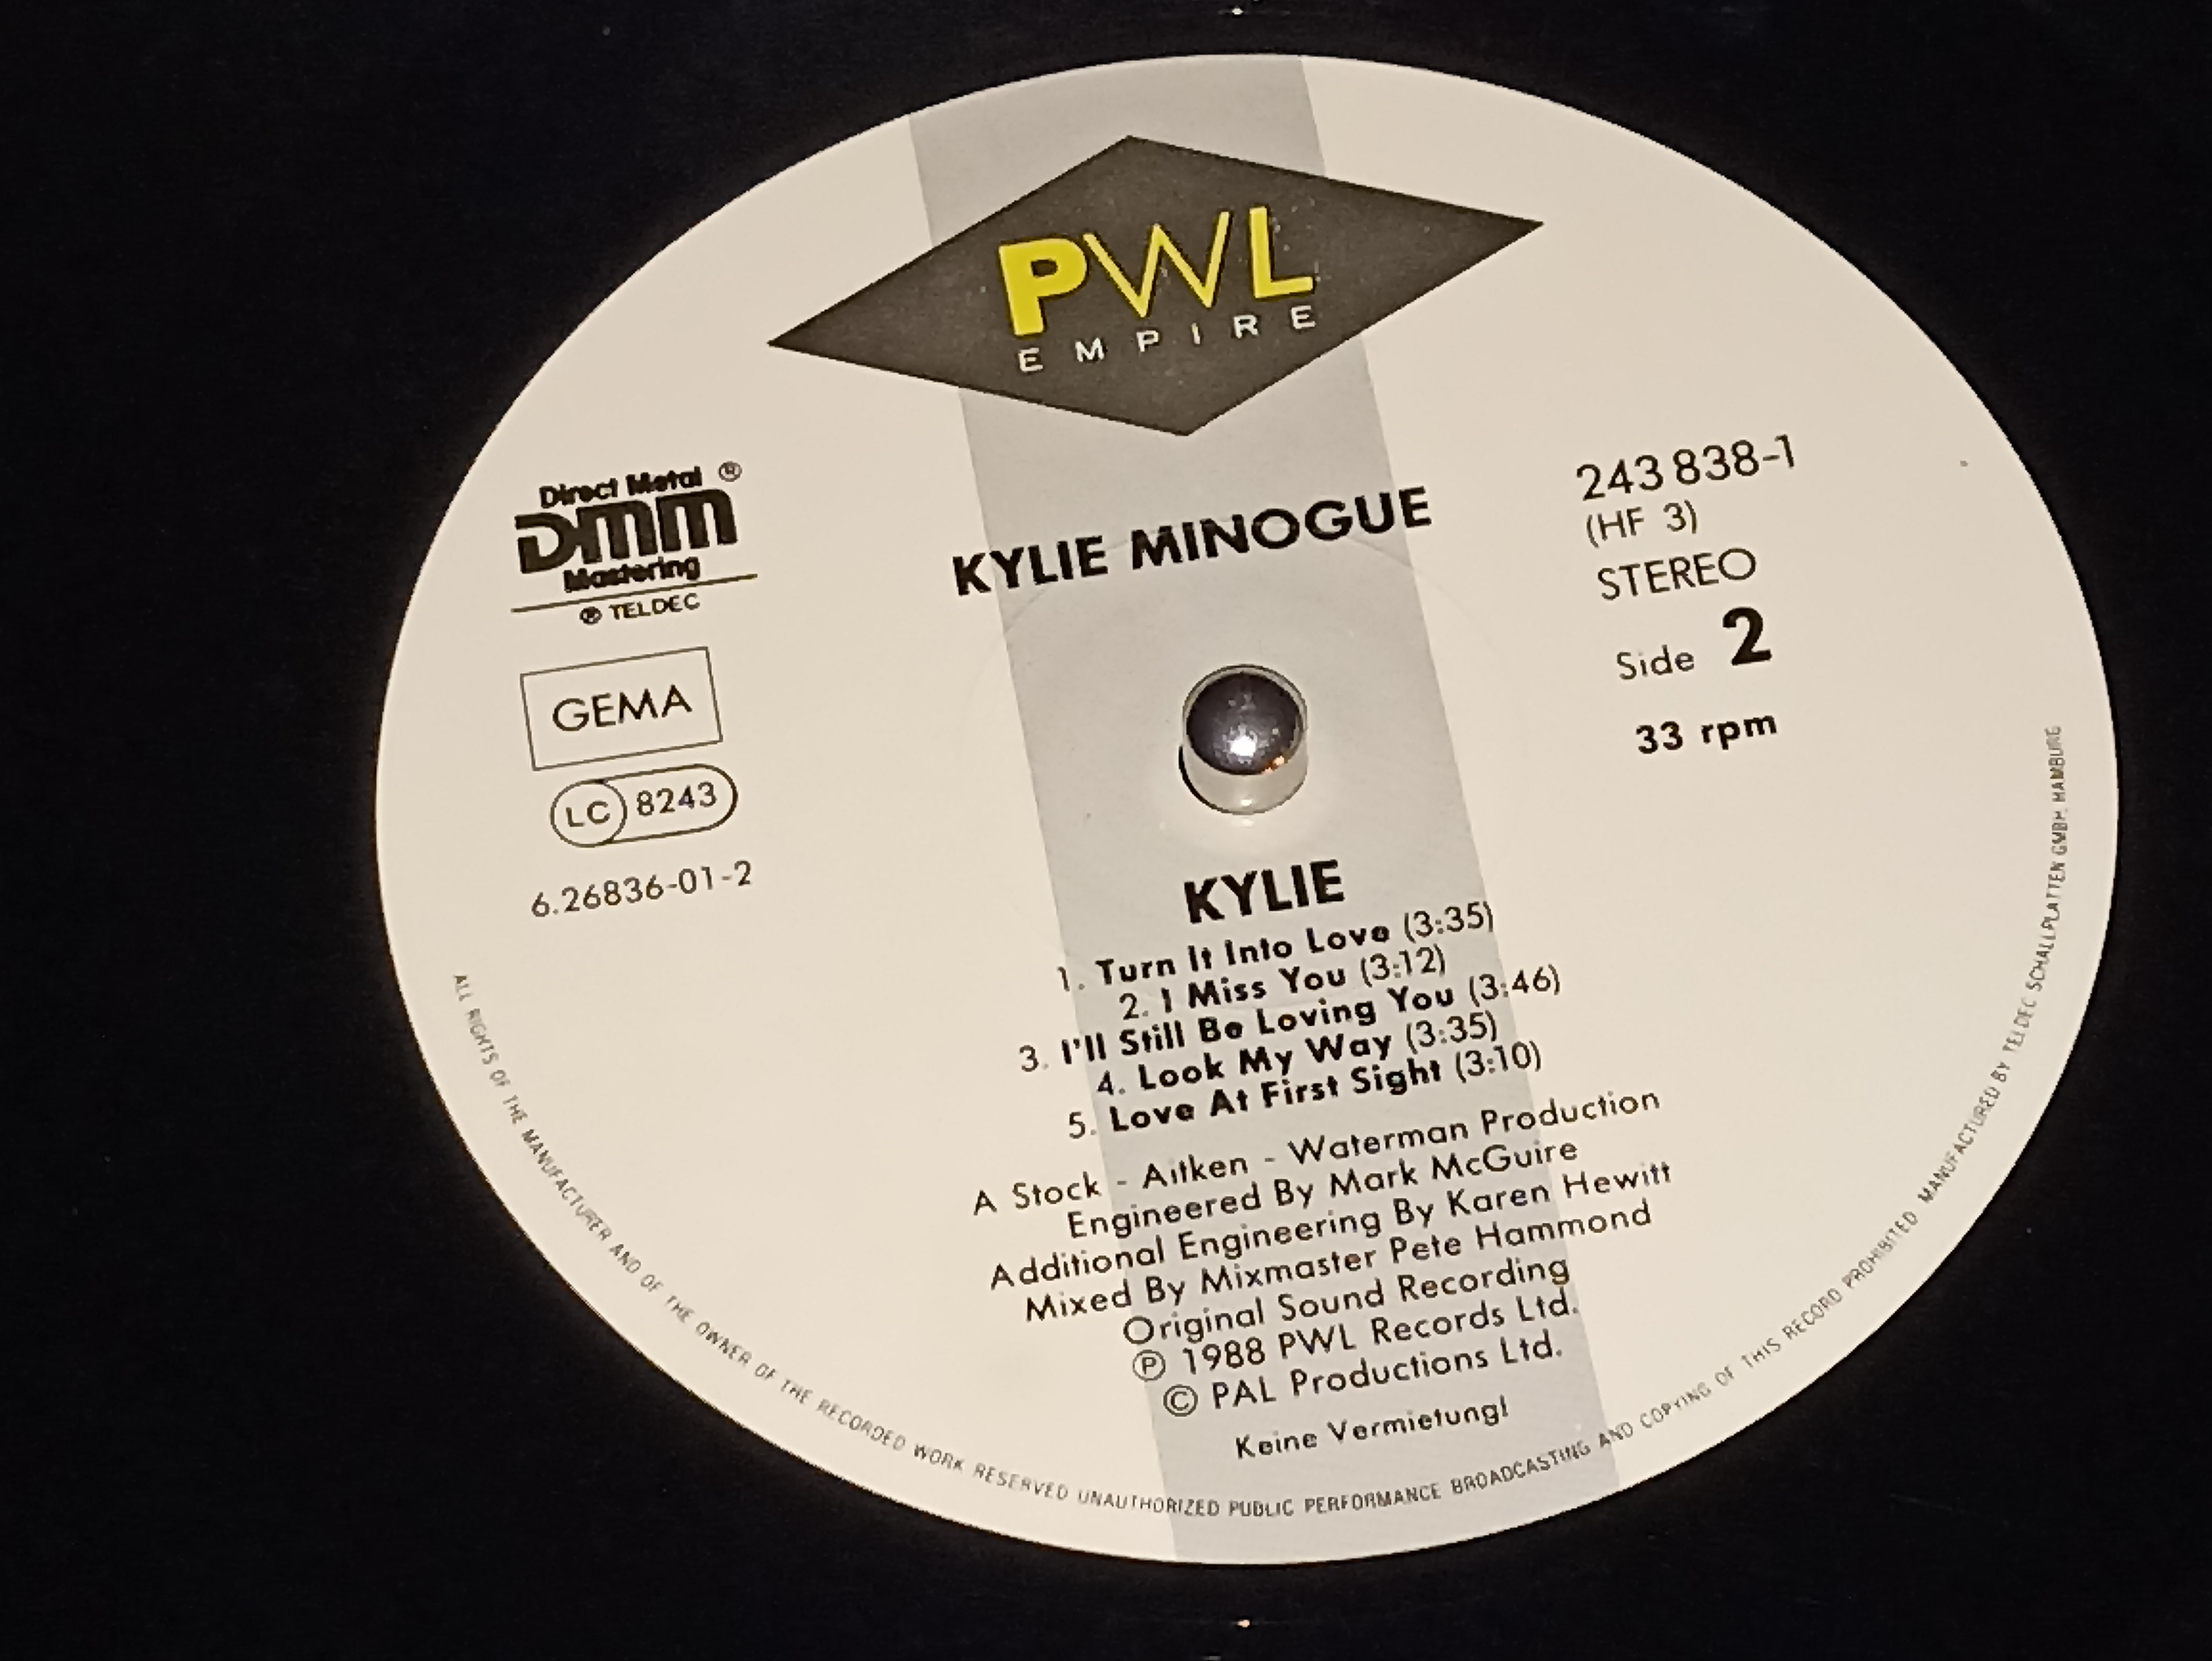 PWL
EMPIRE
Direct Metal ®
DMM
Mastering
® TELDEC
GEMA
LC 8243
6.26836-01-2
KYLIE MINOGUE
243 838-1
(HF 3)
STEREO
Side 2
33 rpm
KYLIE
1. Turn It Into Love (3:35)
2. I Miss You (3:12)
3. I'll Still Be Loving You (3:46)
4. Look My Way (3:35)
5. Love At First Sight (3:10)
A Stock - Aitken - Waterman Production
Engineered By Mark McGuire
Additional Engineering By Karen Hewitt
Mixed By Mixmaster Pete Hammond
Original Sound Recording
℗ 1988 PWL Records Ltd.
© PAL Productions Ltd.
Keine Vermietung!
ALL RIGHTS OF THE MANUFACTURER AND OF THE OWNER OF THE RECORDED WORK RESERVED UNAUTHORIZED PUBLIC PERFORMANCE BROADCASTING AND COPYING OF THIS RECORD PROHIBITED MANUFACTURED BY TELDEC SCHALLPLATTEN GMBH, HAMBURG